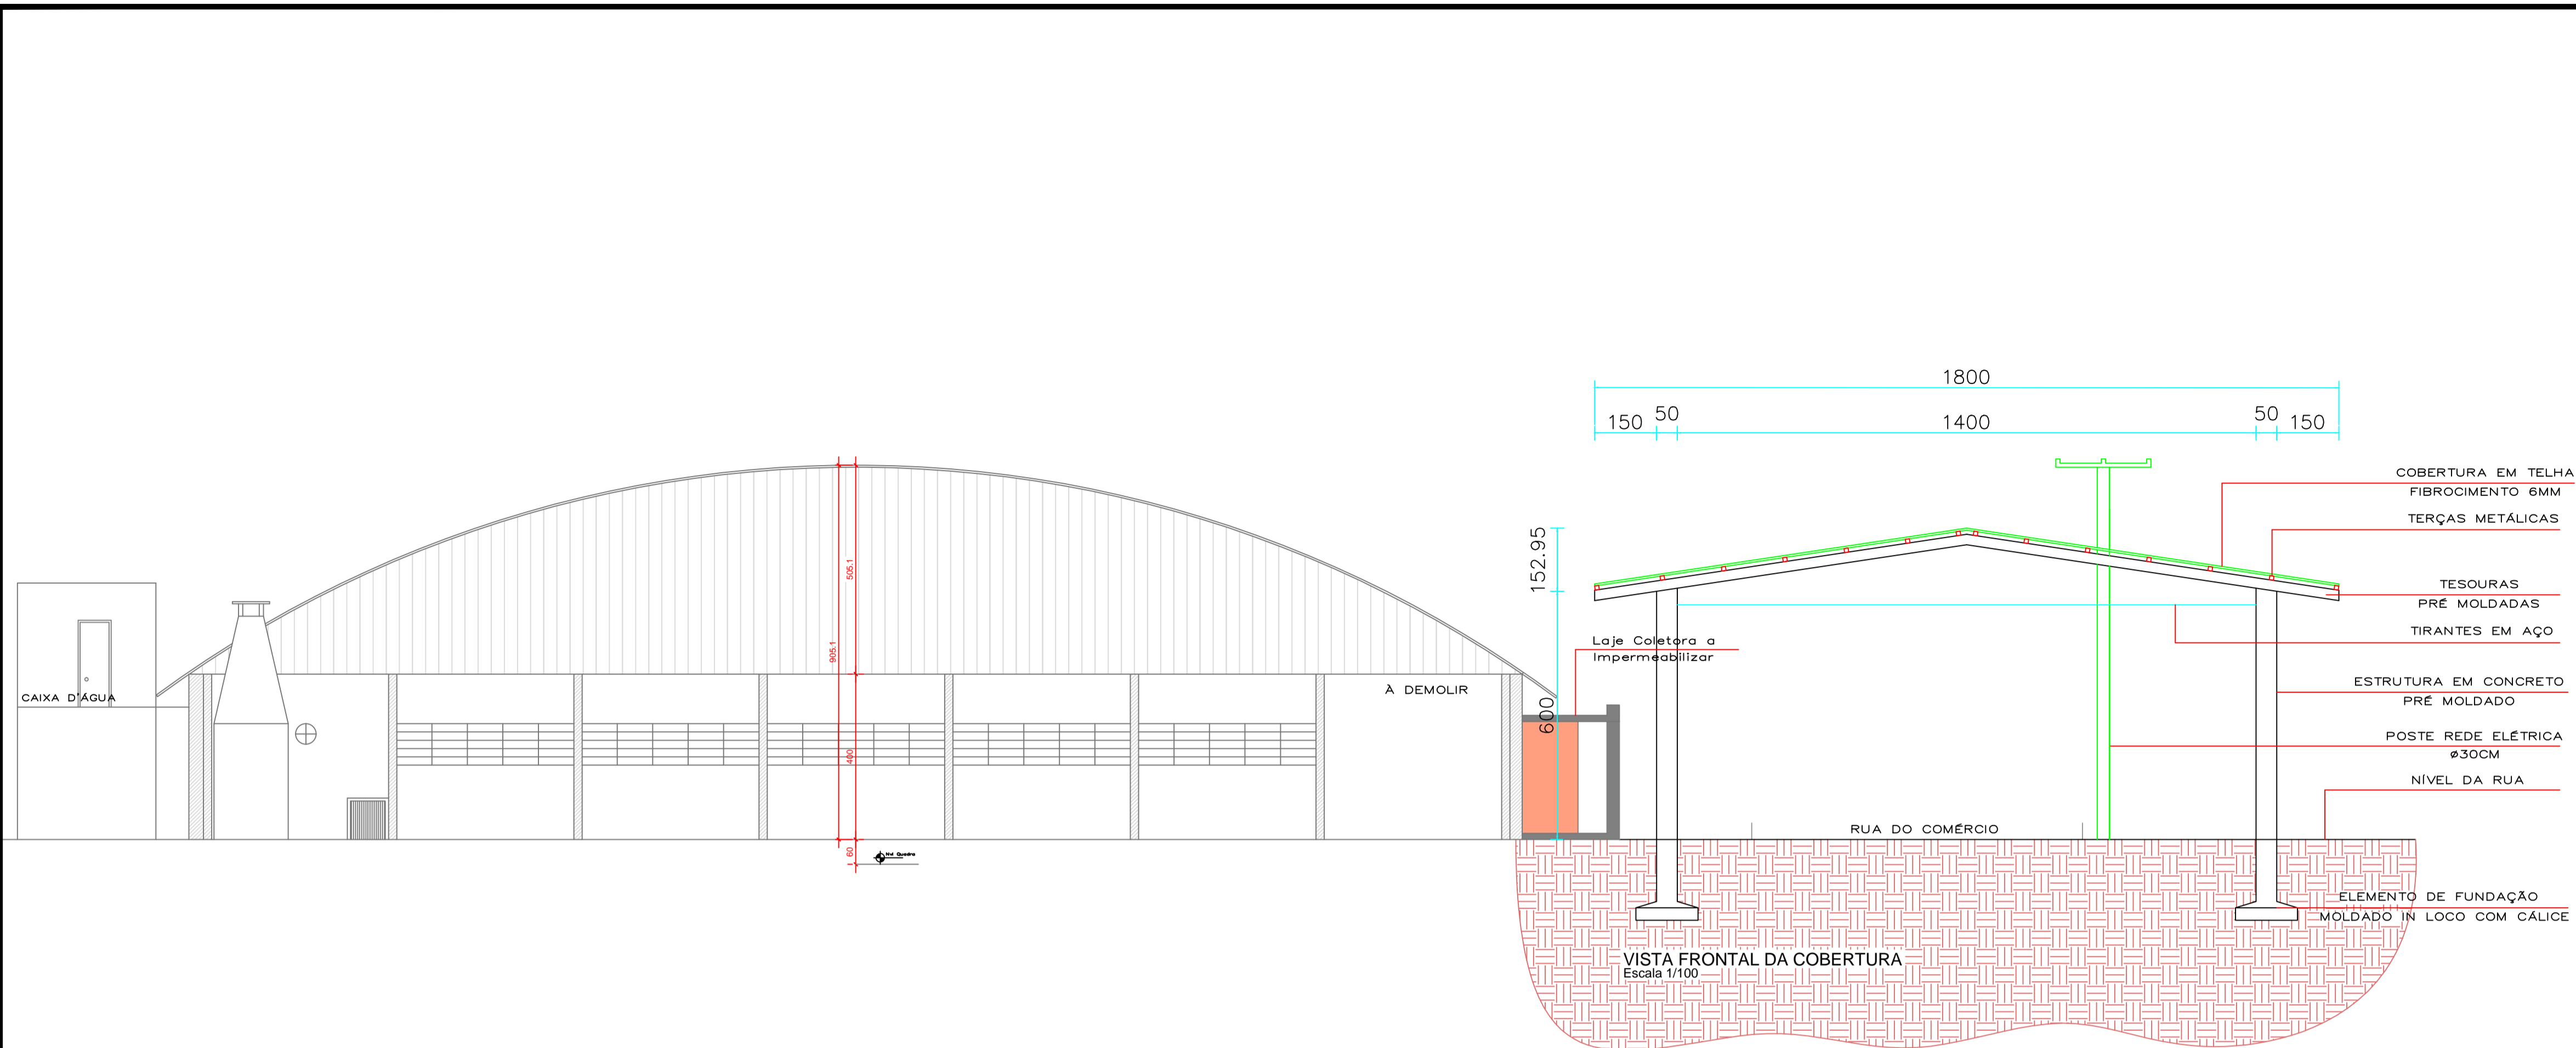 1800
150
50
1400
50
150
COBERTURA EM TELHA
FIBROCIMENTO 6MM
TERÇAS METÁLICAS
152.95
505.1
TESOURAS
PRÉ MOLDADAS
TIRANTES EM AÇO
905.1
Laje Coletora a
Impermeabilizar
CAIXA D'ÁGUA
À DEMOLIR
ESTRUTURA EM CONCRETO
PRÉ MOLDADO
600
400
POSTE REDE ELÉTRICA
ø30CM
NÍVEL DA RUA
RUA DO COMÉRCIO
60
Nvl Quadra
ELEMENTO DE FUNDAÇÃO
MOLDADO IN LOCO COM CÁLICE
VISTA FRONTAL DA COBERTURA
Escala 1/100